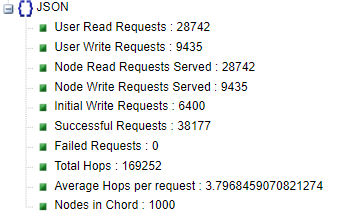 JSON
User Read Requests : 28742
User Write Requests : 9435
Node Read Requests Served : 28742
Node Write Requests Served : 9435
Initial Write Requests : 6400
Successful Requests : 38177
Failed Requests : 0
Total Hops : 169252
Average Hops per request : 3.7968459070821274
Nodes in Chord : 1000